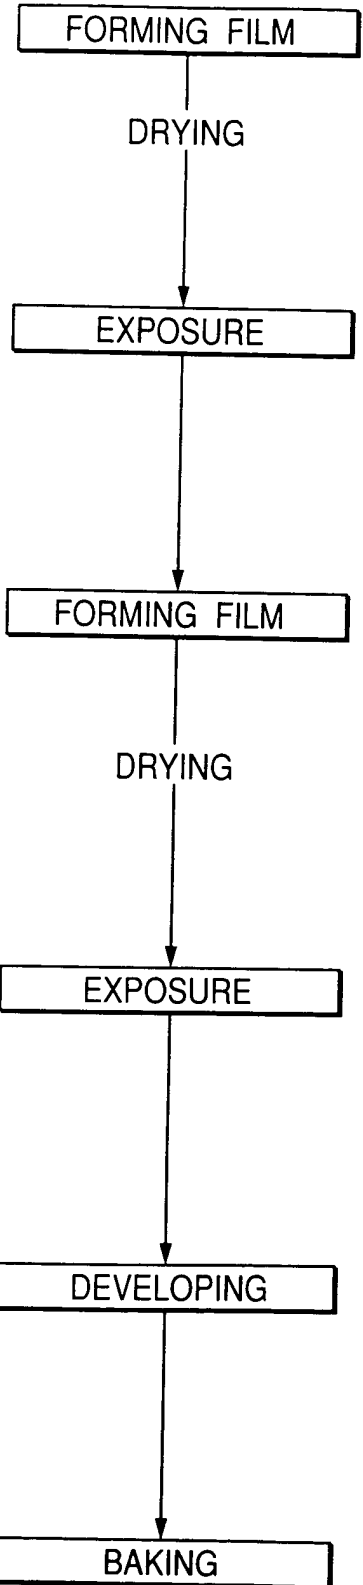 FORMING FILM
DRYING
EXPOSURE
FORMING FILM
DRYING
EXPOSURE
DEVELOPING
BAKING